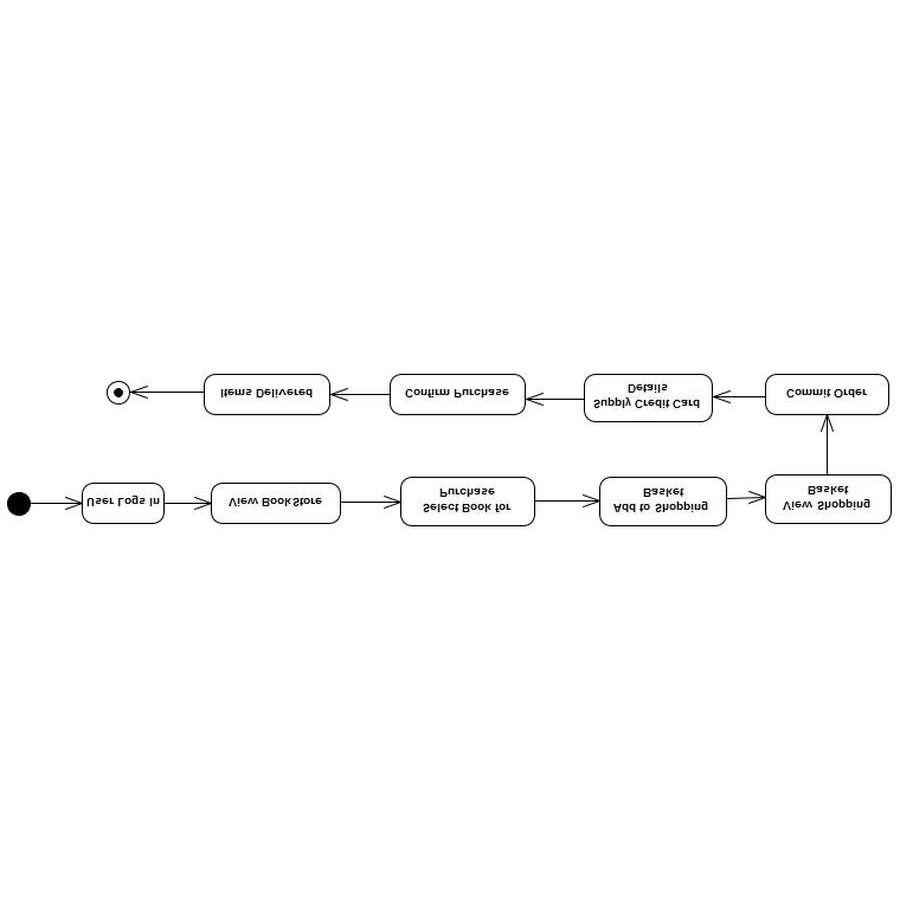 User Logs In
View BookStore
Select Book for
Purchase
Add to Shopping
Basket
View Shopping
Basket
Commit Order
Supply Credit Card
Details
Confirm Purchase
Items Delivered